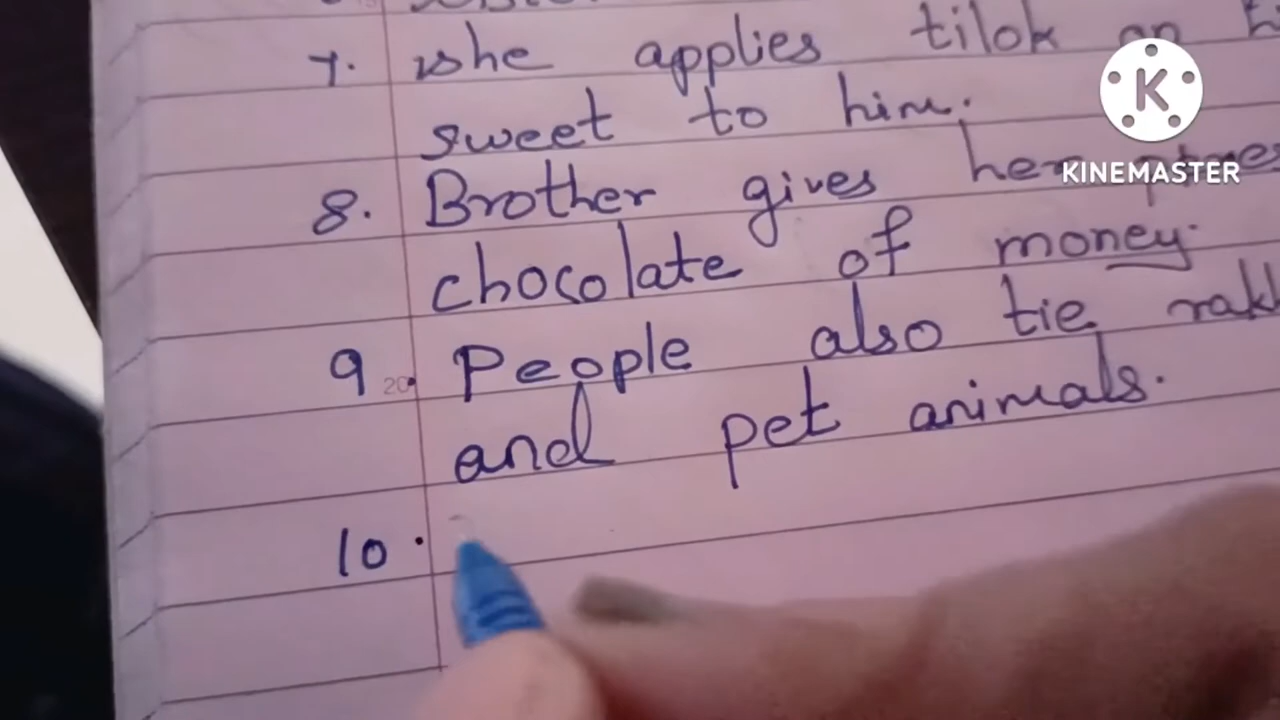 7. she applies tilok on
sweet to him.
8. Brother gives her
chocolate of money.
9. People also tie
and pet animals.
10.
20
K
KINEMASTER